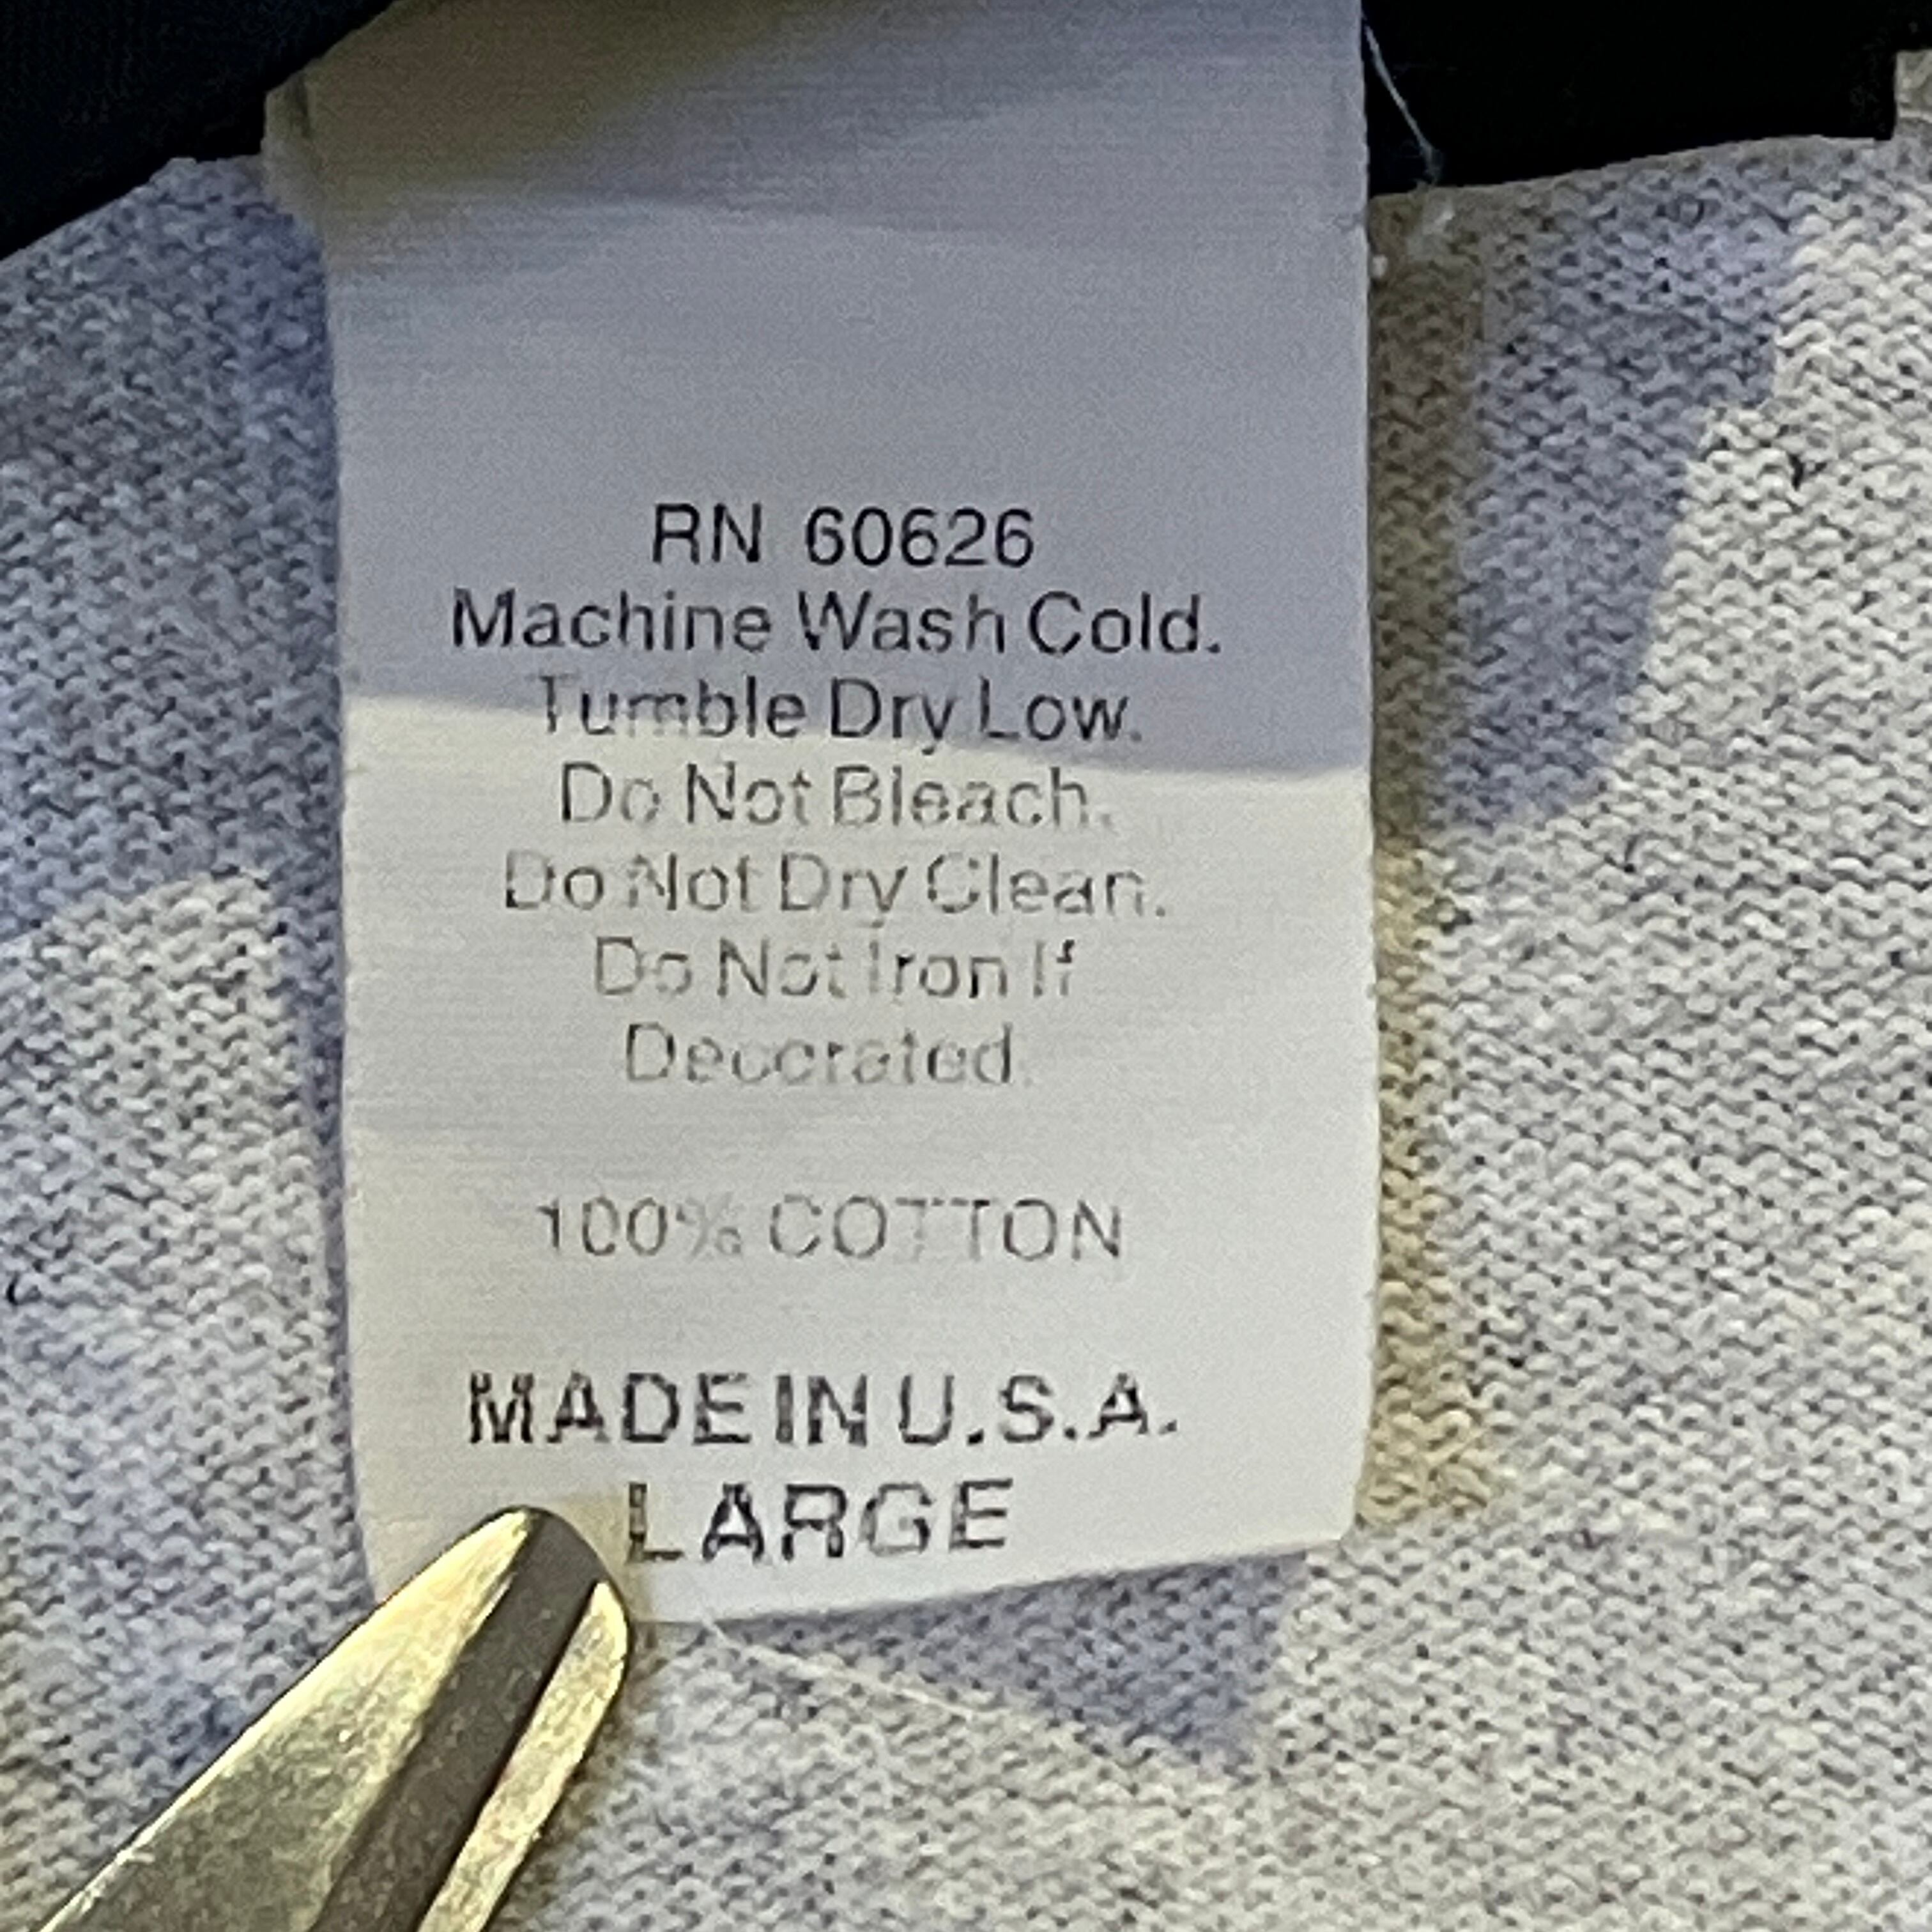 RN 60626
Machine Wash Cold.
Tumble Dry Low.
Do Not Bleach.
Do Not Dry Clean.
Do Not Iron If
Decorated.
100% COTTON
MADE IN U.S.A.
LARGE